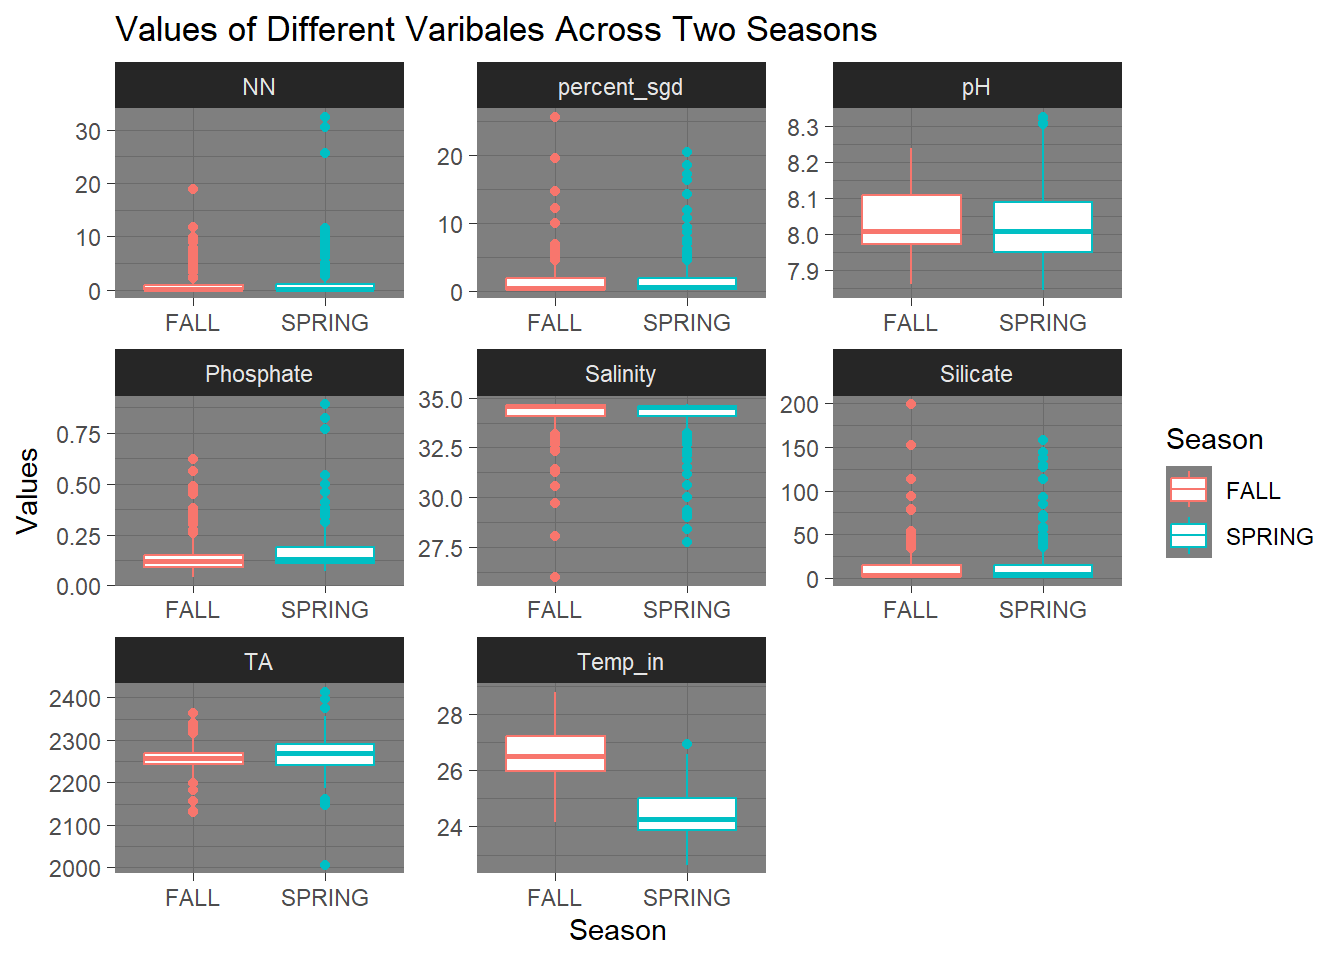 Values of Different Varibales Across Two Seasons
NN
percent_sgd
pH
30
20
10
0
20
10
0
8.3
8.2
8.1
8.0
7.9
FALL SPRING
FALL SPRING
FALL SPRING
Phosphate
Salinity
Silicate
0.75
0.50
0.25
0.00
35.0
32.5
30.0
27.5
200
150
100
50
0
FALL SPRING
FALL SPRING
FALL SPRING
TA
Temp_in
2400
2300
2200
2100
2000
28
26
24
FALL SPRING
FALL SPRING
Values
Season
Season
FALL
SPRING